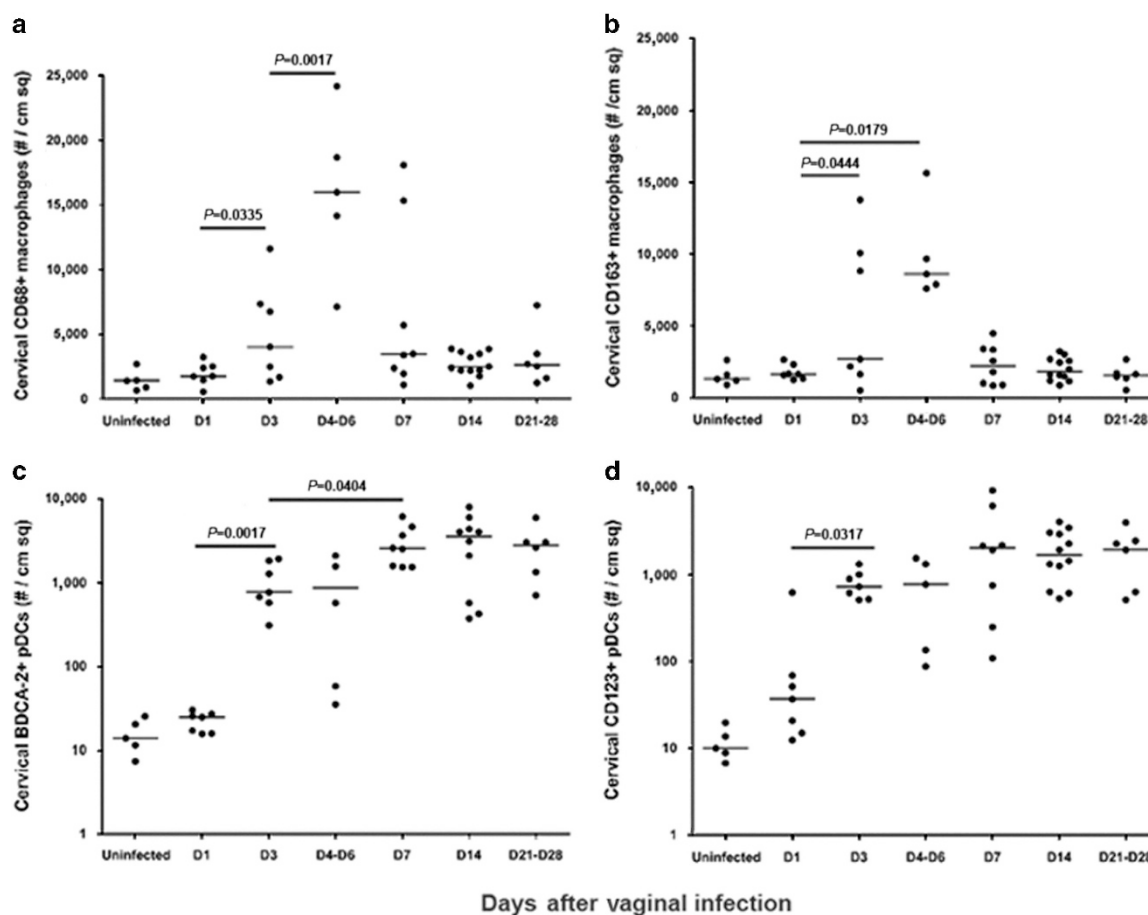 a
Cervical CD68+ macrophages (# / cm sq)
25,000
20,000
15,000
10,000
5,000
0
P=0.0335
P=0.0017
Uninfected D1 D3 D4-D6 D7 D14 D21-28
b
Cervical CD163+ macrophages (# /cm sq)
25,000
20,000
15,000
10,000
5,000
0
P=0.0179
P=0.0444
Uninfected D1 D3 D4-D6 D7 D14 D21-28
c
Cervical BDCA-2+ pDCs (# / cm sq)
10,000
1,000
100
10
1
P=0.0017
P=0.0404
Uninfected D1 D3 D4-D6 D7 D14 D21-D28
d
Cervical CD123+ pDCs (# / cm sq)
10,000
1,000
100
10
1
P=0.0317
Uninfected D1 D3 D4-D6 D7 D14 D21-D28
Days after vaginal infection